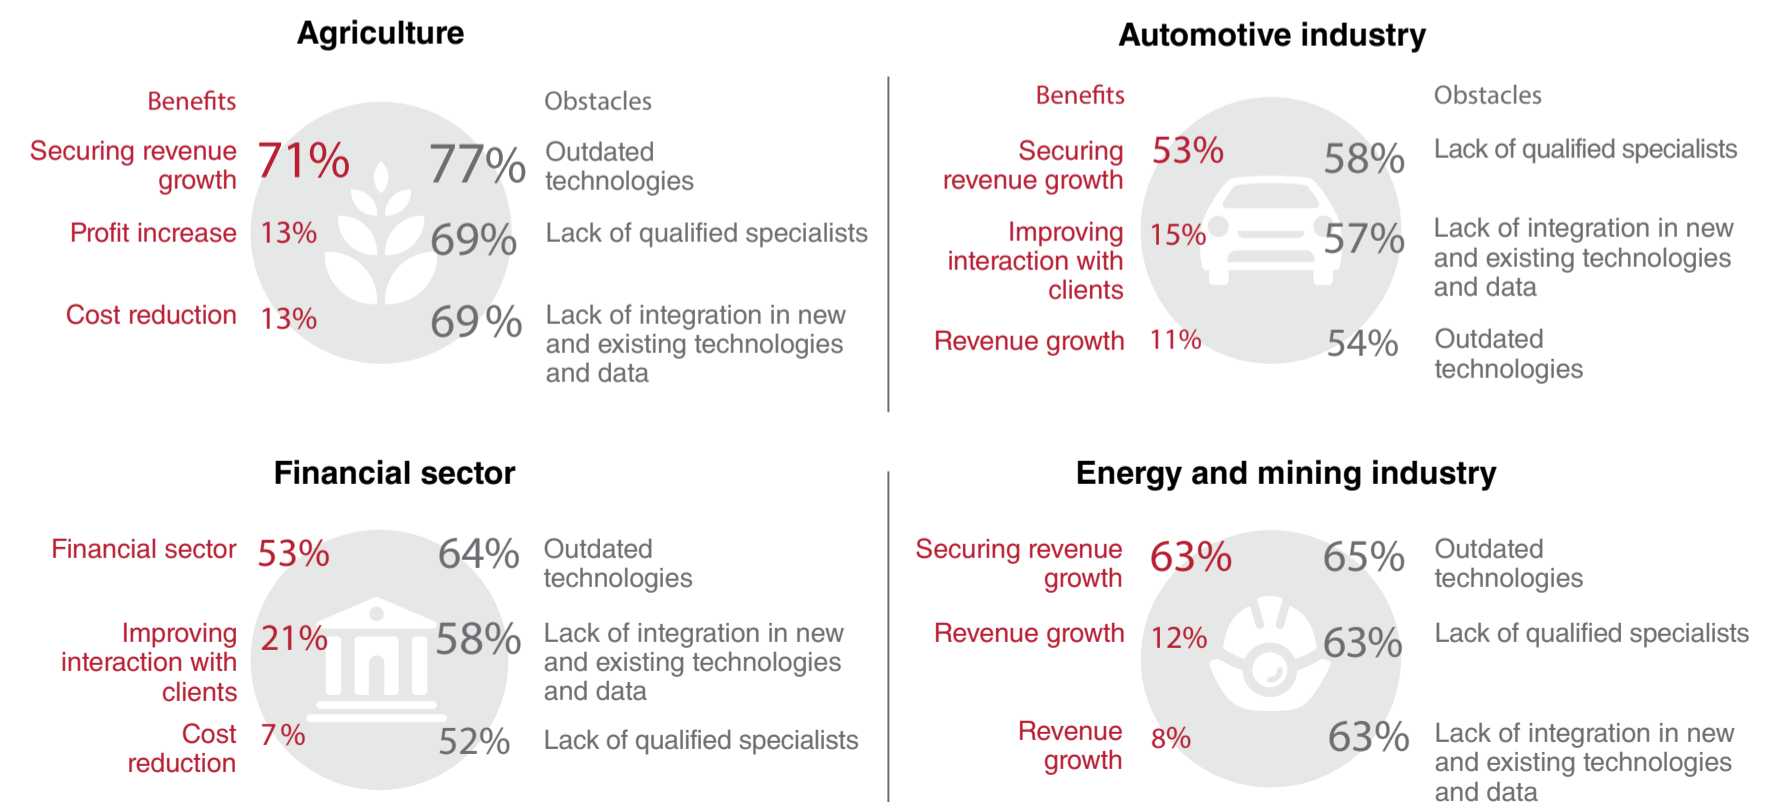 Agriculture
Benefits
Obstacles
Securing revenue
growth
71%
77%
Outdated
technologies
Profit increase
13%
69%
Lack of qualified specialists
Cost reduction
13%
69%
Lack of integration in new
and existing technologies
and data
Automotive industry
Benefits
Obstacles
Securing
revenue growth
53%
58%
Lack of qualified specialists
Improving
interaction with
clients
15%
57%
Lack of integration in new
and existing technologies
and data
Revenue growth
11%
54%
Outdated
technologies
Financial sector
Financial sector
53%
64%
Outdated
technologies
Improving
interaction with
clients
21%
58%
Lack of integration in new
and existing technologies
and data
Cost
reduction
7%
52%
Lack of qualified specialists
Energy and mining industry
Securing revenue
growth
63%
65%
Outdated
technologies
Revenue growth
12%
63%
Lack of qualified specialists
Revenue
growth
8%
63%
Lack of integration in new
and existing technologies
and data